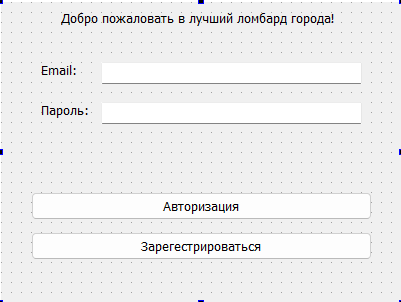 Добро пожаловать в лучший ломбард города!
Email:
Пароль:
Авторизация
Зарегестрироваться